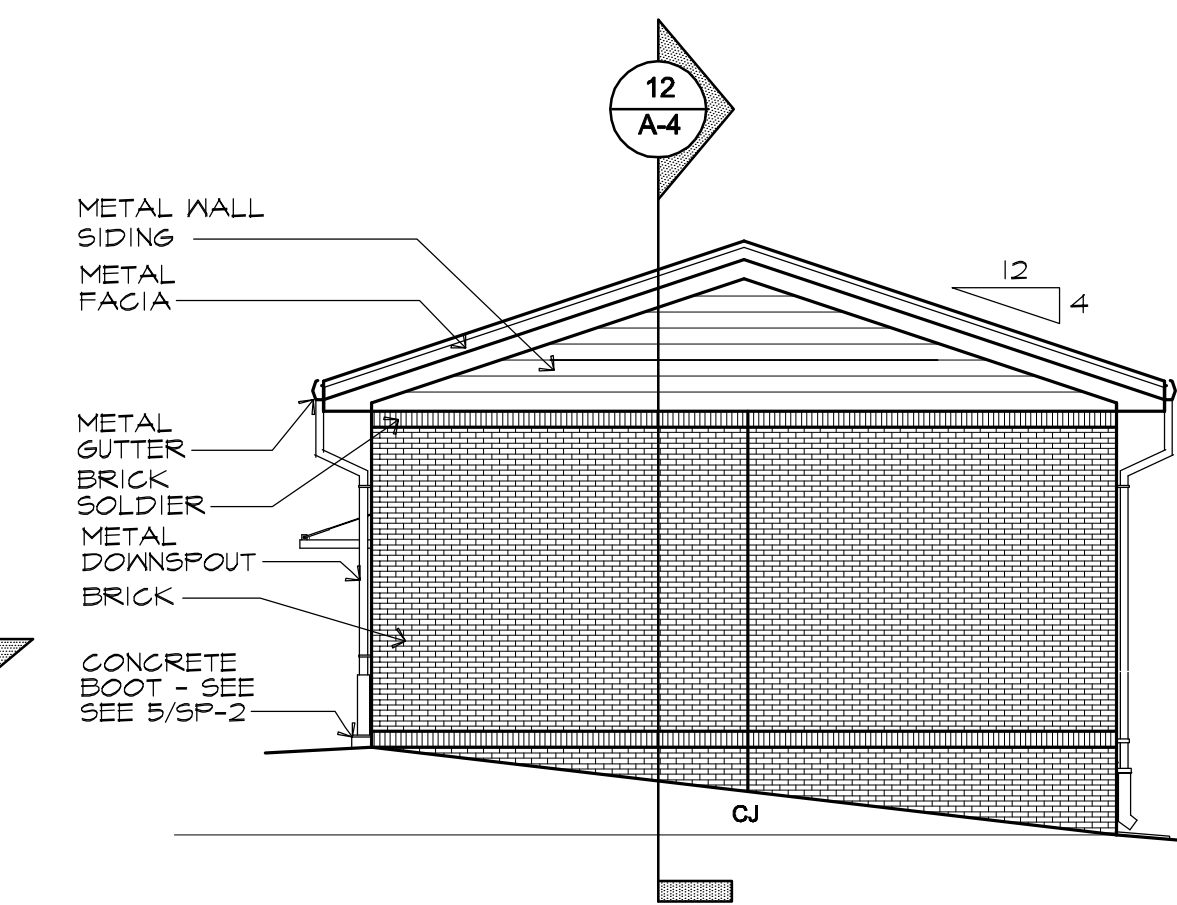 12
A-4
METAL WALL
SIDING
METAL
FACIA
12
4
METAL
GUTTER
BRICK
SOLDIER
METAL
DOWNSPOUT
BRICK
CONCRETE
BOOT - SEE
SEE 5/SP-2
CJ